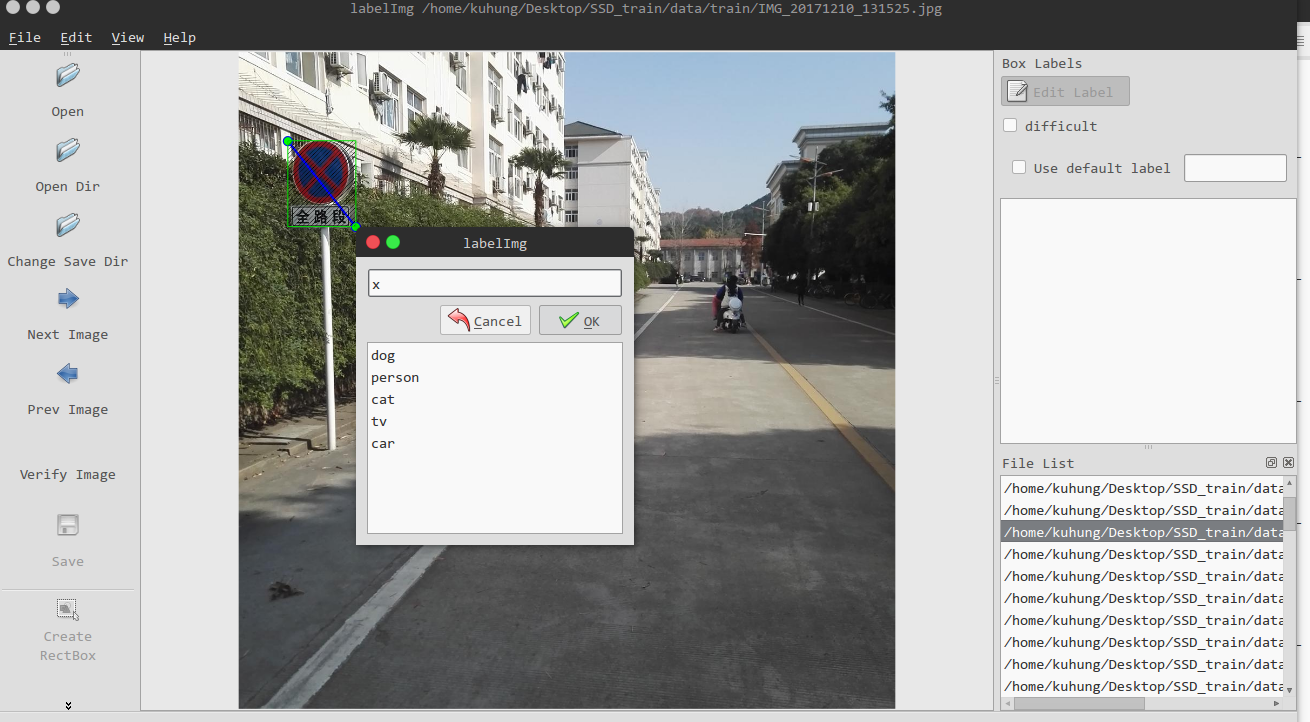 labelImg /home/kuhung/Desktop/SSD_train/data/train/IMG_20171210_131525.jpg
File Edit View Help
Open
Open Dir
Change Save Dir
Next Image
Prev Image
Verify Image
Save
Create
RectBox
全路段
labelImg
x
Cancel
OK
dog
person
cat
tv
car
Box Labels
Edit Label
difficult
Use default label
File List
/home/kuhung/Desktop/SSD_train/data
/home/kuhung/Desktop/SSD_train/data
/home/kuhung/Desktop/SSD_train/data
/home/kuhung/Desktop/SSD_train/data
/home/kuhung/Desktop/SSD_train/data
/home/kuhung/Desktop/SSD_train/data
/home/kuhung/Desktop/SSD_train/data
/home/kuhung/Desktop/SSD_train/data
/home/kuhung/Desktop/SSD_train/data
/home/kuhung/Desktop/SSD_train/data